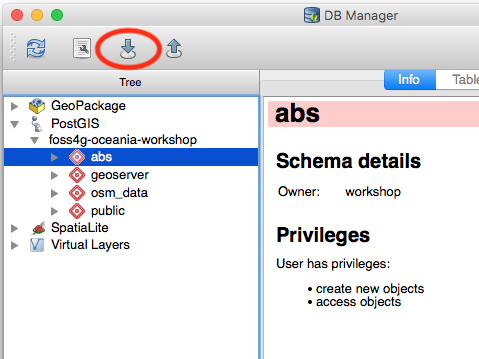 DB Manager
Tree
Info
Table
GeoPackage
PostGIS
foss4g-oceania-workshop
abs
geoserver
osm_data
public
SpatiaLite
Virtual Layers
abs
Schema details
Owner: workshop
Privileges
User has privileges:
• create new objects
• access objects